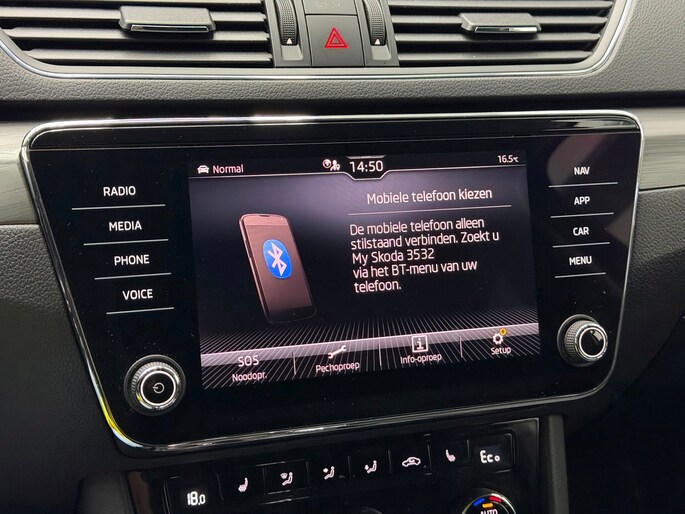 RADIO
MEDIA
PHONE
VOICE
Normal
14:50
16.5°C
Mobiele telefoon kiezen
De mobiele telefoon alleen
stilstaand verbinden. Zoekt u
My Skoda 3532
via het BT-menu van uw
telefoon.
SOS
Noodopr.
Pechoproep
Info-oproep
Setup
NAV
APP
CAR
MENU
18.0
Eco
AUTO